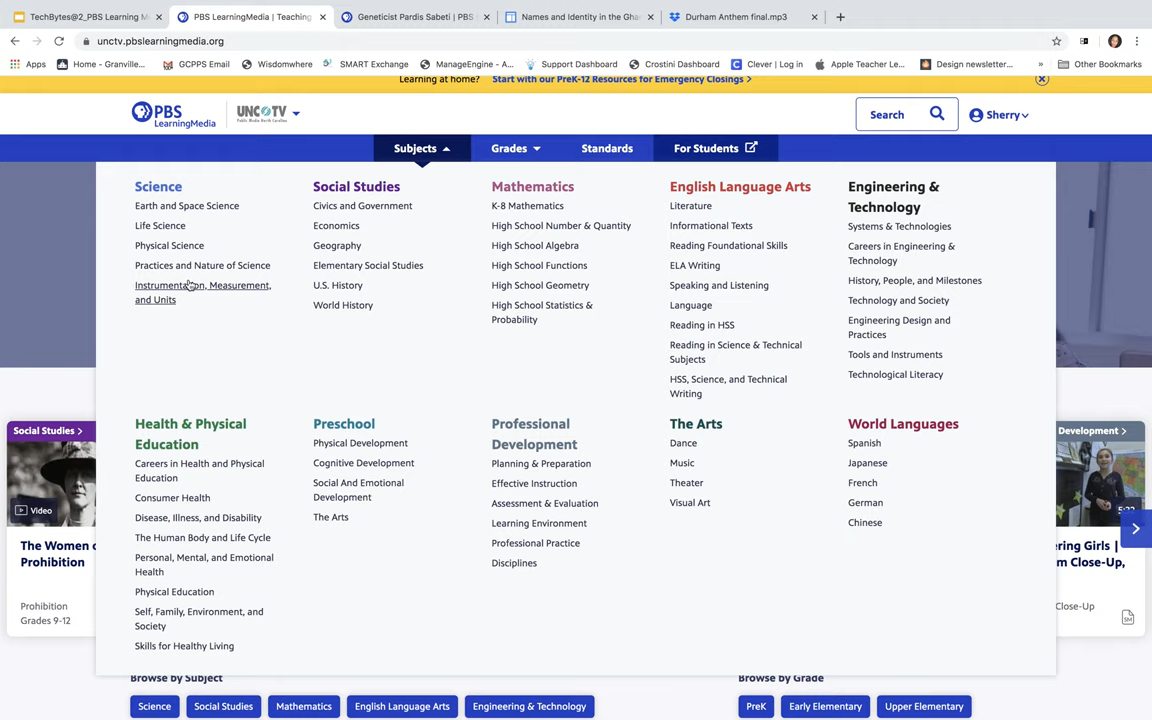 TechBytes@2_PBS Learning M
PBS LearningMedia | Teaching
Geneticist Pardis Sabeti | PBS
Names and Identity in the Gha
Durham Anthem final.mp3
unctv.pbslearningmedia.org
Apps
Home - Granville...
GCPPS Email
Wisdomwhere
SMART Exchange
ManageEngine - A...
Support Dashboard
Crostini Dashboard
Clever | Log in
Apple Teacher Le...
Design newsletter...
»
Other Bookmarks
Learning at home? Start with our PreK-12 Resources for Emergency Closings >
PBS
LearningMedia
UNC TV
Public Media North Carolina
Search
Sherry
Subjects
Grades
Standards
For Students
Science
Earth and Space Science
Life Science
Physical Science
Practices and Nature of Science
Instrumentation, Measurement,
and Units
Social Studies
Civics and Government
Economics
Geography
Elementary Social Studies
U.S. History
World History
Mathematics
K-8 Mathematics
High School Number & Quantity
High School Algebra
High School Functions
High School Geometry
High School Statistics &
Probability
English Language Arts
Literature
Informational Texts
Reading Foundational Skills
ELA Writing
Speaking and Listening
Language
Reading in HSS
Reading in Science & Technical
Subjects
HSS, Science, and Technical
Writing
Engineering &
Technology
Systems & Technologies
Careers in Engineering &
Technology
History, People, and Milestones
Technology and Society
Engineering Design and
Practices
Tools and Instruments
Technological Literacy
Health & Physical
Education
Careers in Health and Physical
Education
Consumer Health
Disease, Illness, and Disability
The Human Body and Life Cycle
Personal, Mental, and Emotional
Health
Physical Education
Self, Family, Environment, and
Society
Skills for Healthy Living
Preschool
Physical Development
Cognitive Development
Social And Emotional
Development
The Arts
Professional
Development
Planning & Preparation
Effective Instruction
Assessment & Evaluation
Learning Environment
Professional Practice
Disciplines
The Arts
Dance
Music
Theater
Visual Art
World Languages
Spanish
Japanese
French
German
Chinese
Social Studies >
Video
The Women o
Prohibition
Prohibition
Grades 9-12
Development >
5:22
ering Girls |
m Close-Up,
Close-Up
Browse by Subject
Science
Social Studies
Mathematics
English Language Arts
Engineering & Technology
Browse by Grade
PreK
Early Elementary
Upper Elementary